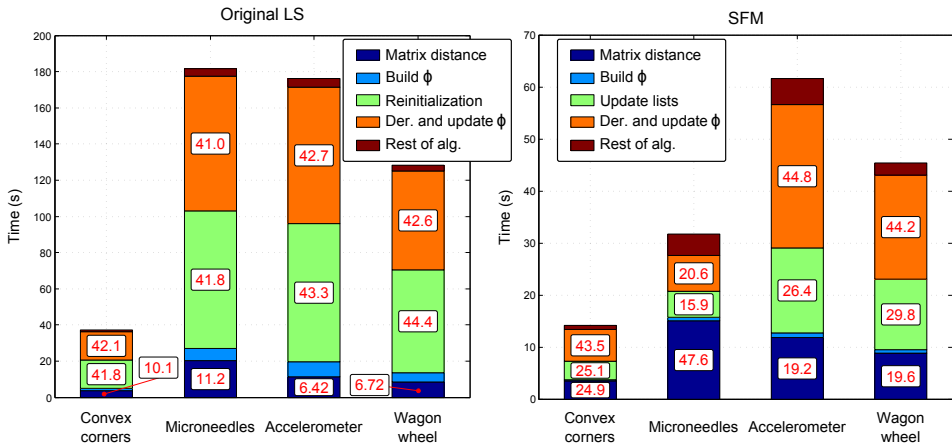 Original LS
Time (s)
200
180
160
140
120
100
80
60
40
20
0
Matrix distance
Build ϕ
Reinitialization
Der. and update ϕ
Rest of alg.
42.1
41.8
10.1
41.0
41.8
11.2
42.7
43.3
6.42
42.6
44.4
6.72
Convex
corners
Microneedles
Accelerometer
Wagon
wheel
SFM
Time (s)
70
60
50
40
30
20
10
0
Matrix distance
Build ϕ
Update lists
Der. and update ϕ
Rest of alg.
43.5
25.1
24.9
20.6
15.9
47.6
44.8
26.4
19.2
44.2
29.8
19.6
Convex
corners
Microneedles
Accelerometer
Wagon
wheel